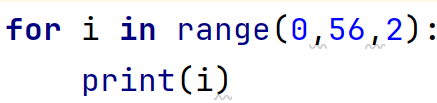 for i in range(0,56,2):
    print(i)